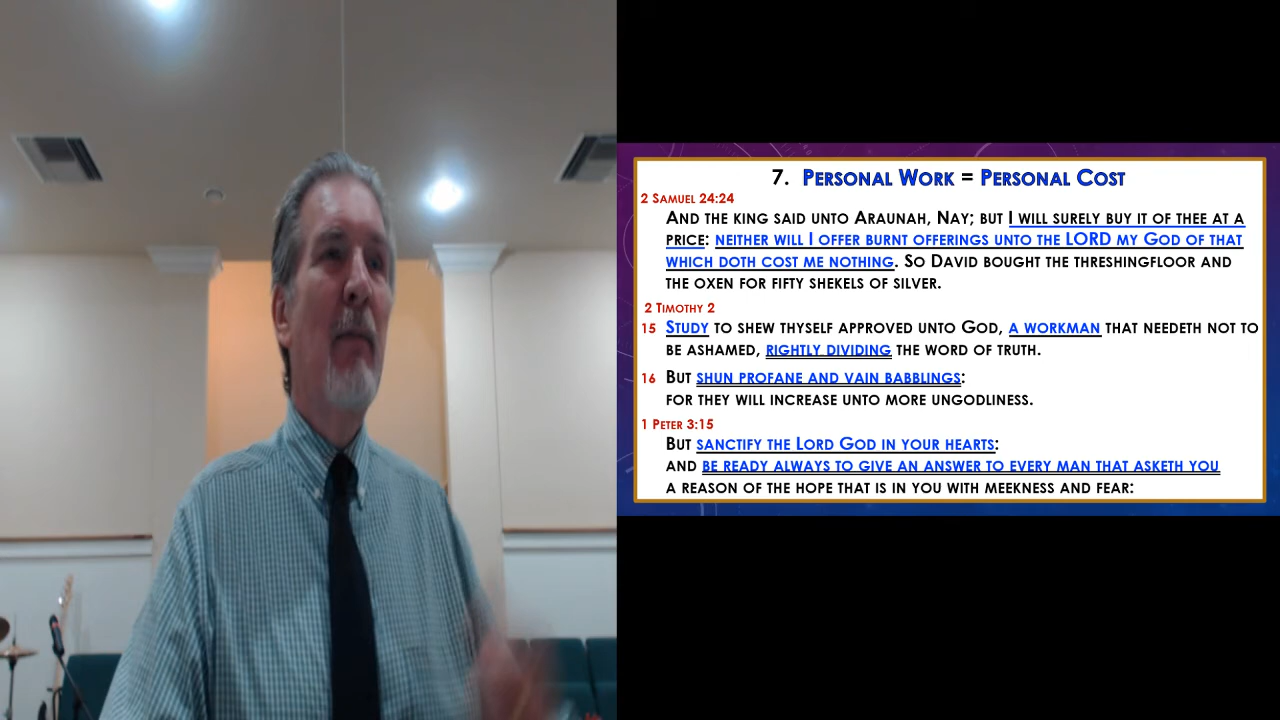 7. Personal Work = Personal Cost
2 Samuel 24:24
And the king said unto Araunah, Nay; but I will surely buy it of thee at a
price: neither will I offer burnt offerings unto the LORD my God of that
which doth cost me nothing. So David bought the threshingfloor and
the oxen for fifty shekels of silver.
2 Timothy 2
15 Study to shew thyself approved unto God, a workman that needeth not to
be ashamed, rightly dividing the word of truth.
16 But shun profane and vain babblings:
for they will increase unto more ungodliness.
1 Peter 3:15
But sanctify the Lord God in your hearts:
and be ready always to give an answer to every man that asketh you
a reason of the hope that is in you with meekness and fear: